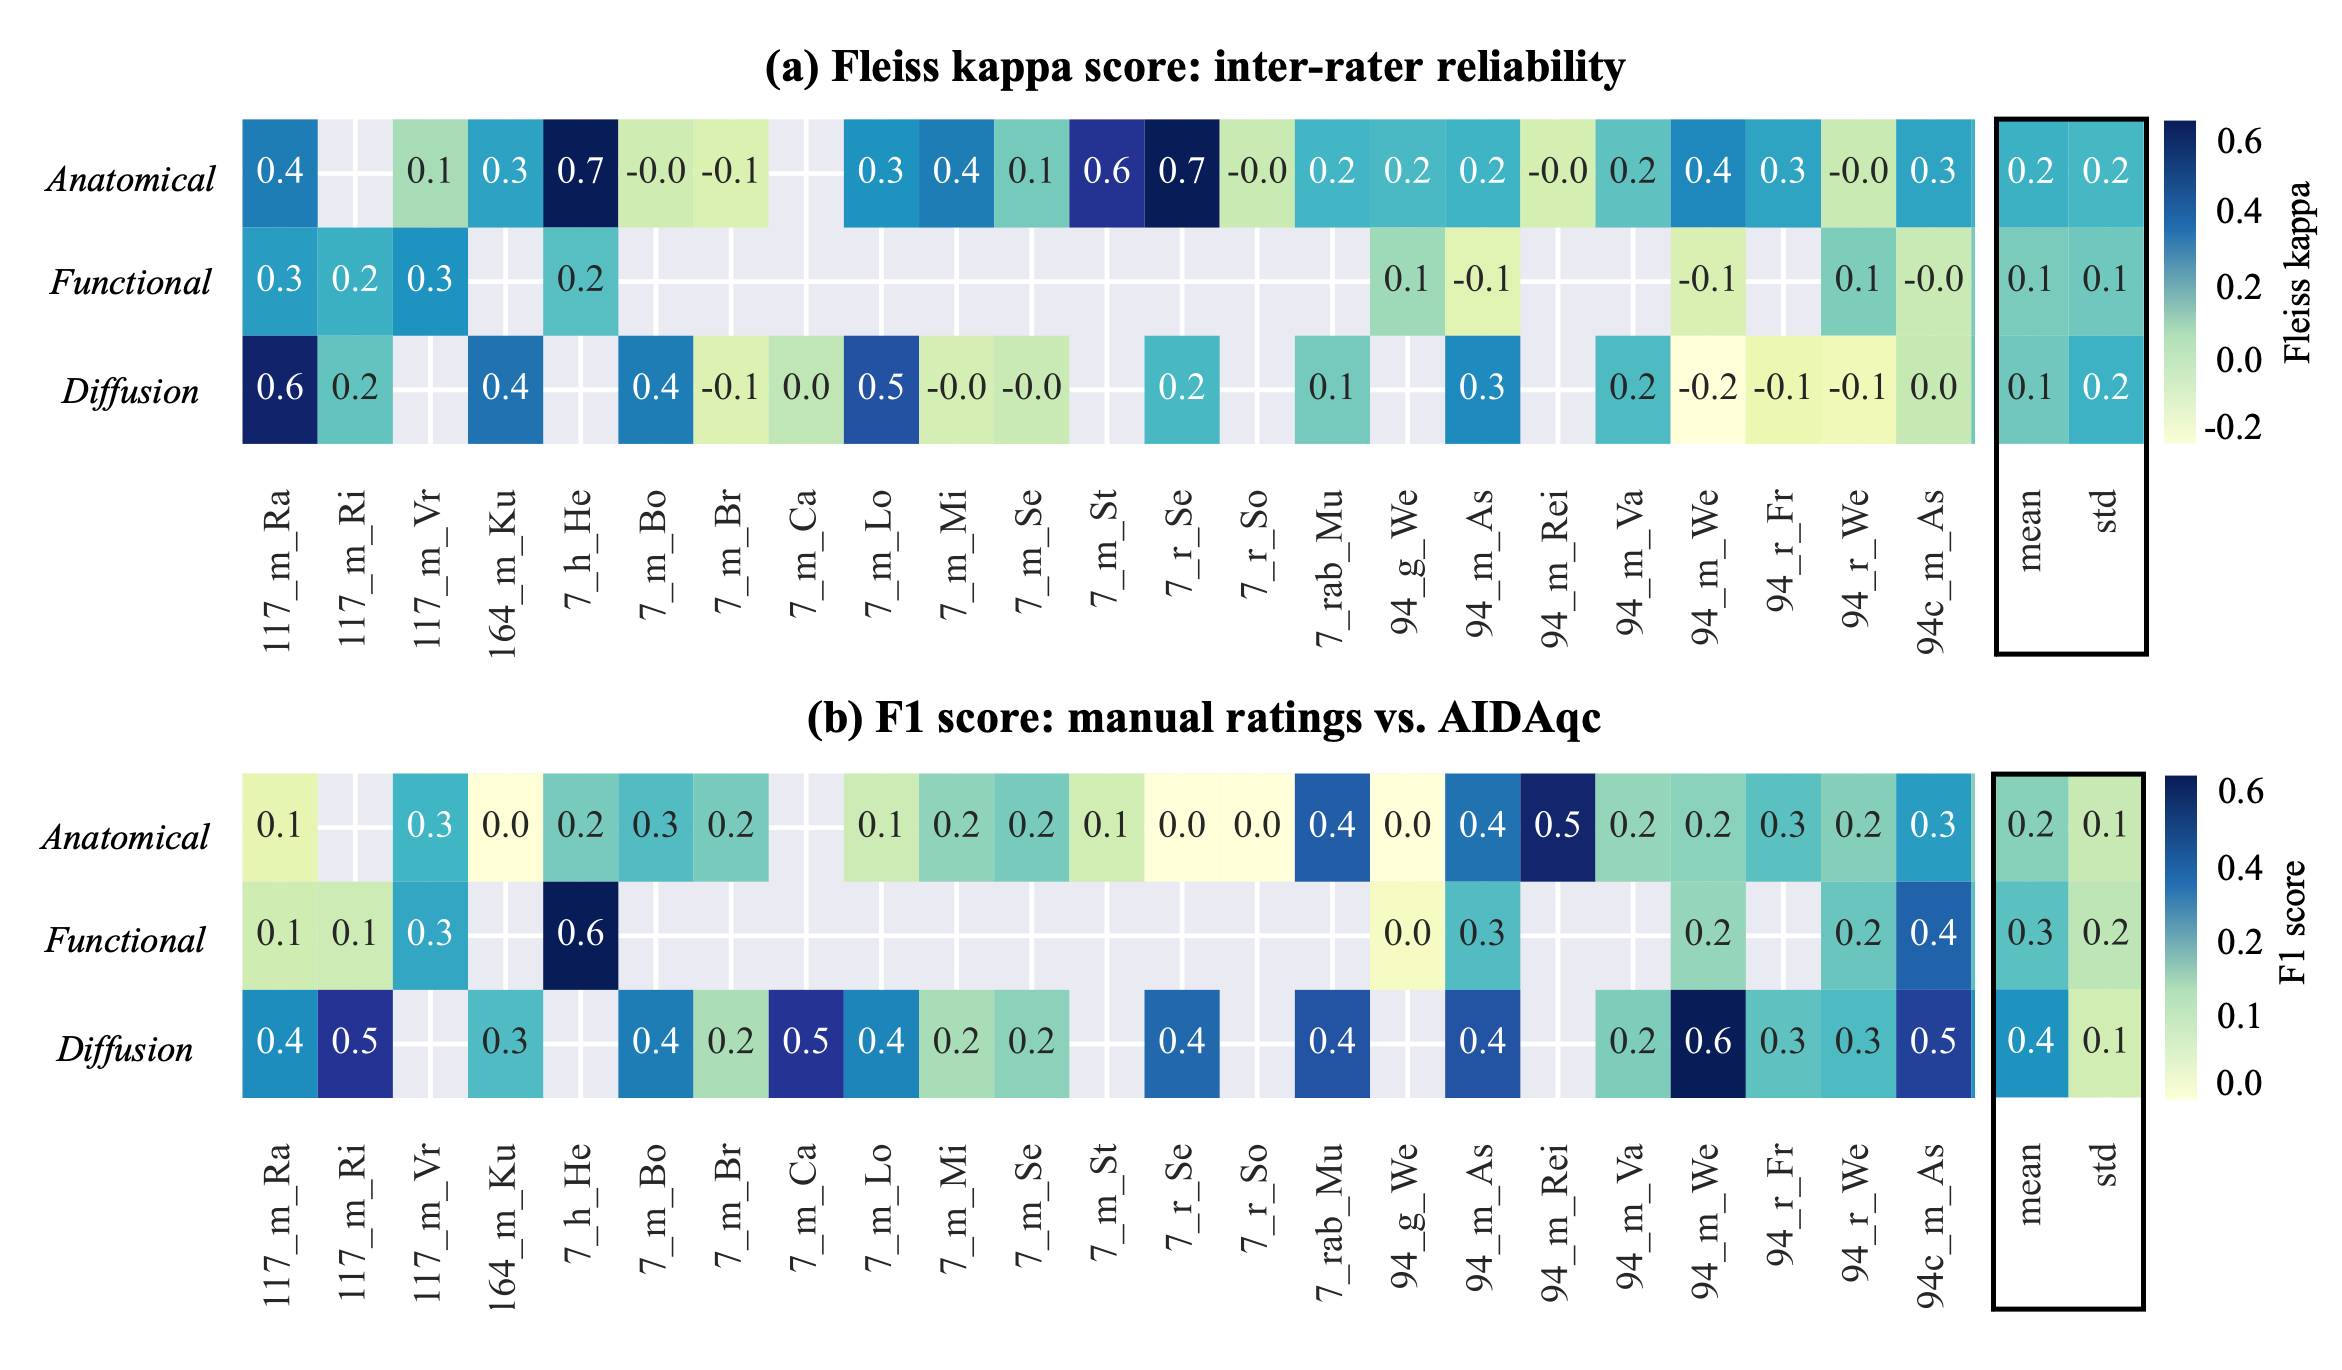 (a) Fleiss kappa score: inter-rater reliability
Anatomical 0.4 0.1 0.3 0.7 -0.0 -0.1 0.3 0.4 0.1 0.6 0.7 -0.0 0.2 0.2 0.2 -0.0 0.2 0.4 0.3 -0.0 0.3 0.2 0.2
Functional 0.3 0.2 0.3 0.2 0.1 -0.1 -0.1 0.1 -0.0 0.1 0.1
Diffusion 0.6 0.2 0.4 0.4 -0.1 0.0 0.5 -0.0 -0.0 0.2 0.1 0.3 0.2 -0.2 -0.1 -0.1 0.0 0.1 0.2
117_m_Ra 117_m_Ri 117_m_Vr 164_m_Ku 7_h_He 7_m_Bo 7_m_Br 7_m_Ca 7_m_Lo 7_m_Mi 7_m_Se 7_m_St 7_r_Se 7_r_So 7_rab_Mu 94_g_We 94_m_As 94_m_Rei 94_m_Va 94_m_We 94_r_Fr 94_r_We 94c_m_As mean std
0.6
0.4
0.2
0.0
-0.2
Fleiss kappa
(b) F1 score: manual ratings vs. AIDAqc
Anatomical 0.1 0.3 0.0 0.2 0.3 0.2 0.1 0.2 0.2 0.1 0.0 0.0 0.4 0.0 0.4 0.5 0.2 0.2 0.3 0.2 0.3 0.2 0.1
Functional 0.1 0.1 0.3 0.6 0.0 0.3 0.2 0.2 0.4 0.3 0.2
Diffusion 0.4 0.5 0.3 0.4 0.2 0.5 0.4 0.2 0.2 0.4 0.4 0.4 0.2 0.6 0.3 0.3 0.5 0.4 0.1
117_m_Ra 117_m_Ri 117_m_Vr 164_m_Ku 7_h_He 7_m_Bo 7_m_Br 7_m_Ca 7_m_Lo 7_m_Mi 7_m_Se 7_m_St 7_r_Se 7_r_So 7_rab_Mu 94_g_We 94_m_As 94_m_Rei 94_m_Va 94_m_We 94_r_Fr 94_r_We 94c_m_As mean std
0.6
0.4
0.2
0.1
0.0
F1 score